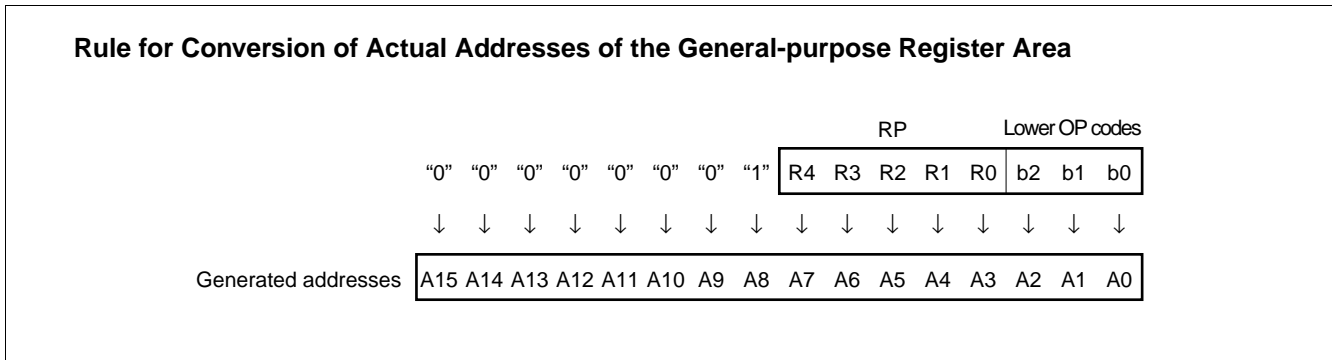 Rule for Conversion of Actual Addresses of the General-purpose Register Area
RP Lower OP codes
“0” “0” “0” “0” “0” “0” “0” “1” R4 R3 R2 R1 R0 b2 b1 b0
↓ ↓ ↓ ↓ ↓ ↓ ↓ ↓ ↓ ↓ ↓ ↓ ↓ ↓ ↓ ↓
Generated addresses A15 A14 A13 A12 A11 A10 A9 A8 A7 A6 A5 A4 A3 A2 A1 A0